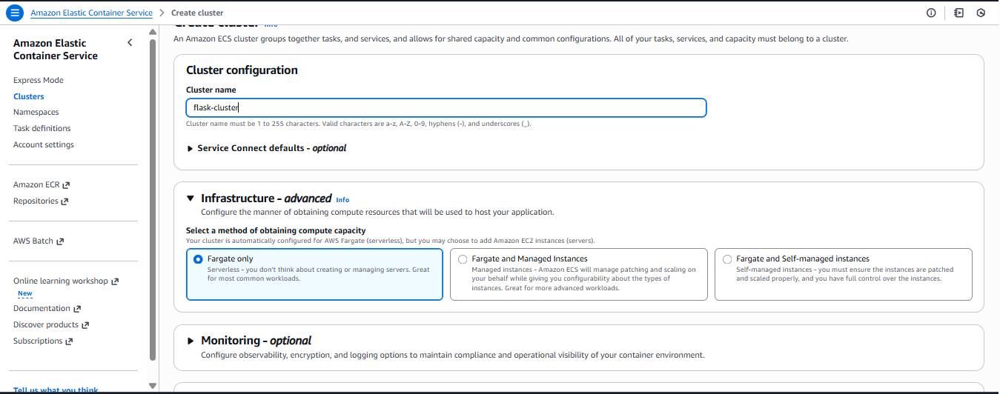 Amazon Elastic Container Service > Create cluster
Amazon Elastic
Container Service
Express Mode
Clusters
Namespaces
Task definitions
Account settings
Amazon ECR
Repositories
AWS Batch
Online learning workshop
New
Documentation
Discover products
Subscriptions
Tell us what you think
Create cluster Info
An Amazon ECS cluster groups together tasks, and services, and allows for shared capacity and common configurations. All of your tasks, services, and capacity must belong to a cluster.
Cluster configuration
Cluster name
flask-cluster
Cluster name must be 1 to 255 characters. Valid characters are a-z, A-Z, 0-9, hyphens (-), and underscores (_).
Service Connect defaults - optional
Infrastructure - advanced Info
Configure the manner of obtaining compute resources that will be used to host your application.
Select a method of obtaining compute capacity
Your cluster is automatically configured for AWS Fargate (serverless), but you may choose to add Amazon EC2 instances (servers).
Fargate only
Serverless - you don't think about creating or managing servers. Great
for most common workloads.
Fargate and Managed Instances
Managed instances - Amazon ECS will manage patching and scaling on
your behalf while giving you configurability about the types of
instances. Great for more advanced workloads.
Fargate and Self-managed instances
Self-managed instances - you must ensure the instances are patched
and scaled properly, and you have full control over the instances.
Monitoring - optional
Configure observability, encryption, and logging options to maintain compliance and operational visibility of your container environment.